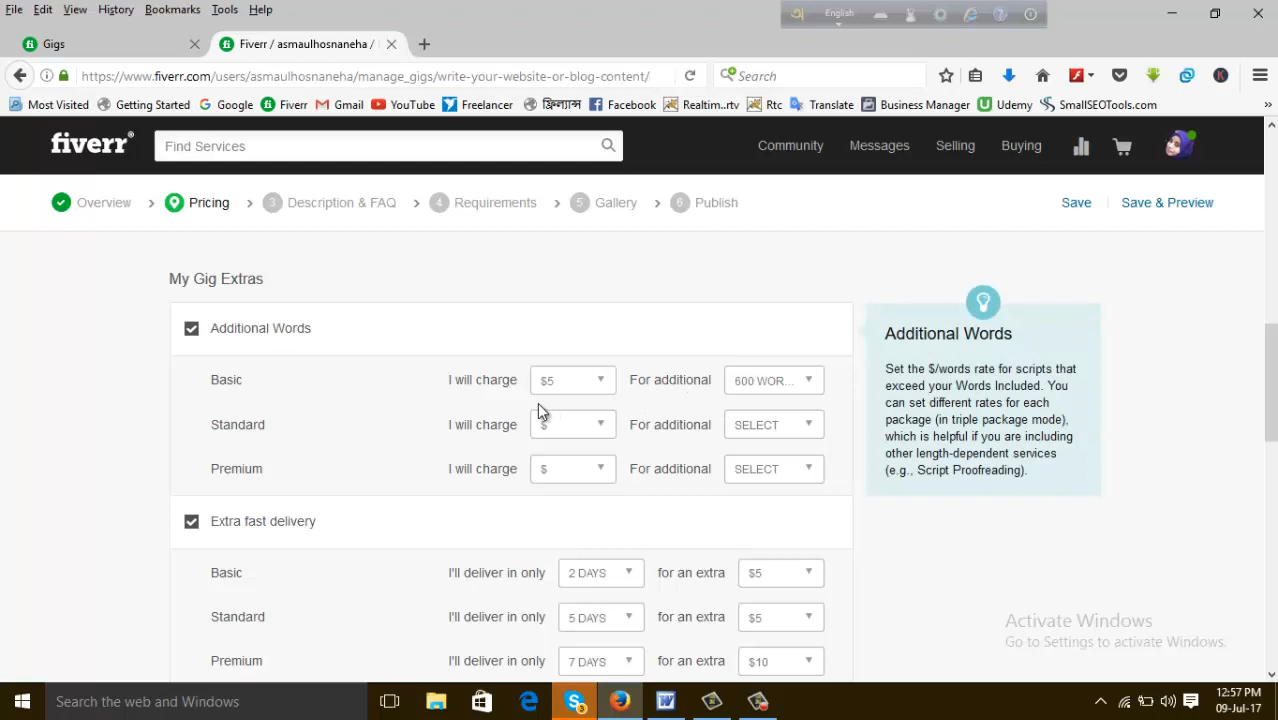 File Edit View History Bookmarks Tools Help
অ English
Gigs
Fiverr / asmaulhosnaneha /
https://www.fiverr.com/users/asmaulhosnaneha/manage_gigs/write-your-website-or-blog-content/
Search
Most Visited Getting Started Google Fiverr Gmail YouTube Freelancer Facebook Realtim..rtv Rtc Translate Business Manager Udemy SmallSEOTools.com
fiverr®
Find Services
Community Messages Selling Buying
Overview Pricing 3 Description & FAQ 4 Requirements 5 Gallery 6 Publish Save Save & Preview
My Gig Extras
Additional Words
Basic I will charge $5 For additional 600 WOR...
Standard I will charge $ For additional SELECT
Premium I will charge $ For additional SELECT
Additional Words
Set the $/words rate for scripts that
exceed your Words Included. You
can set different rates for each
package (in triple package mode),
which is helpful if you are including
other length-dependent services
(e.g., Script Proofreading).
Extra fast delivery
Basic I'll deliver in only 2 DAYS for an extra $5
Standard I'll deliver in only 5 DAYS for an extra $5
Premium I'll deliver in only 7 DAYS for an extra $10
Activate Windows
Go to Settings to activate Windows.
Search the web and Windows
12:57 PM
09-Jul-17